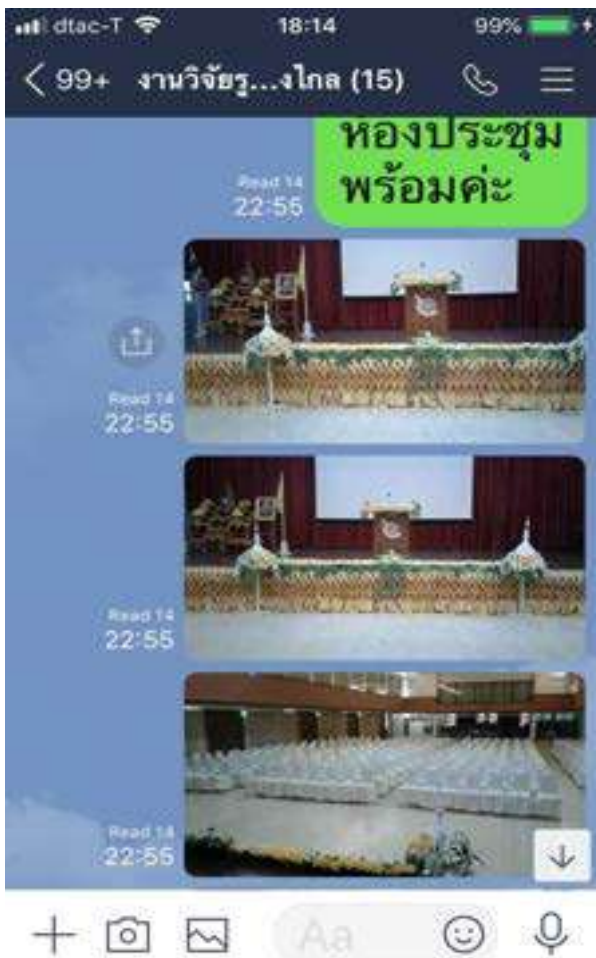 dtac-T 18:14 99%
99+ งานวิจัยรู...งไกล (15)
ห้องประชุม
พร้อมค่ะ
Read 14
22:55
Read 14
22:55
Read 14
22:55
Read 14
22:55
Aa